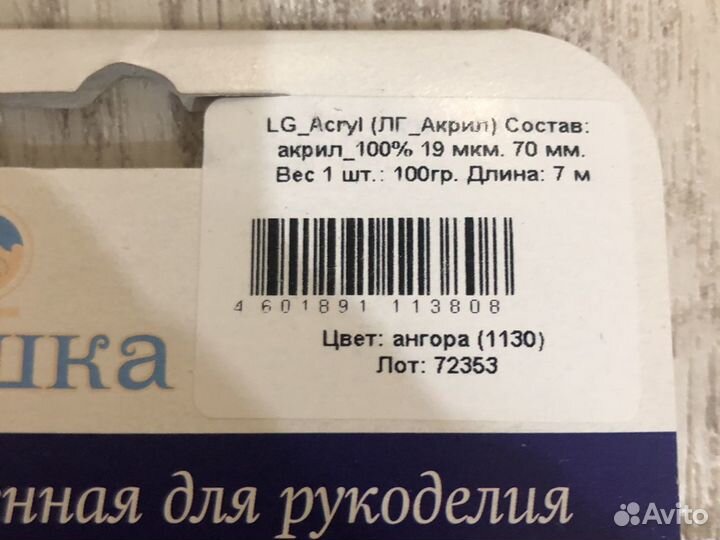 LG_Acryl (ЛГ_Акрил) Состав:
акрил_100% 19 мкм. 70 мм.
Вес 1 шт.: 100гр. Длина: 7 м
4 601891 113808
Цвет: ангора (1130)
Лот: 72353
шка
нная для рукоделия
Avito